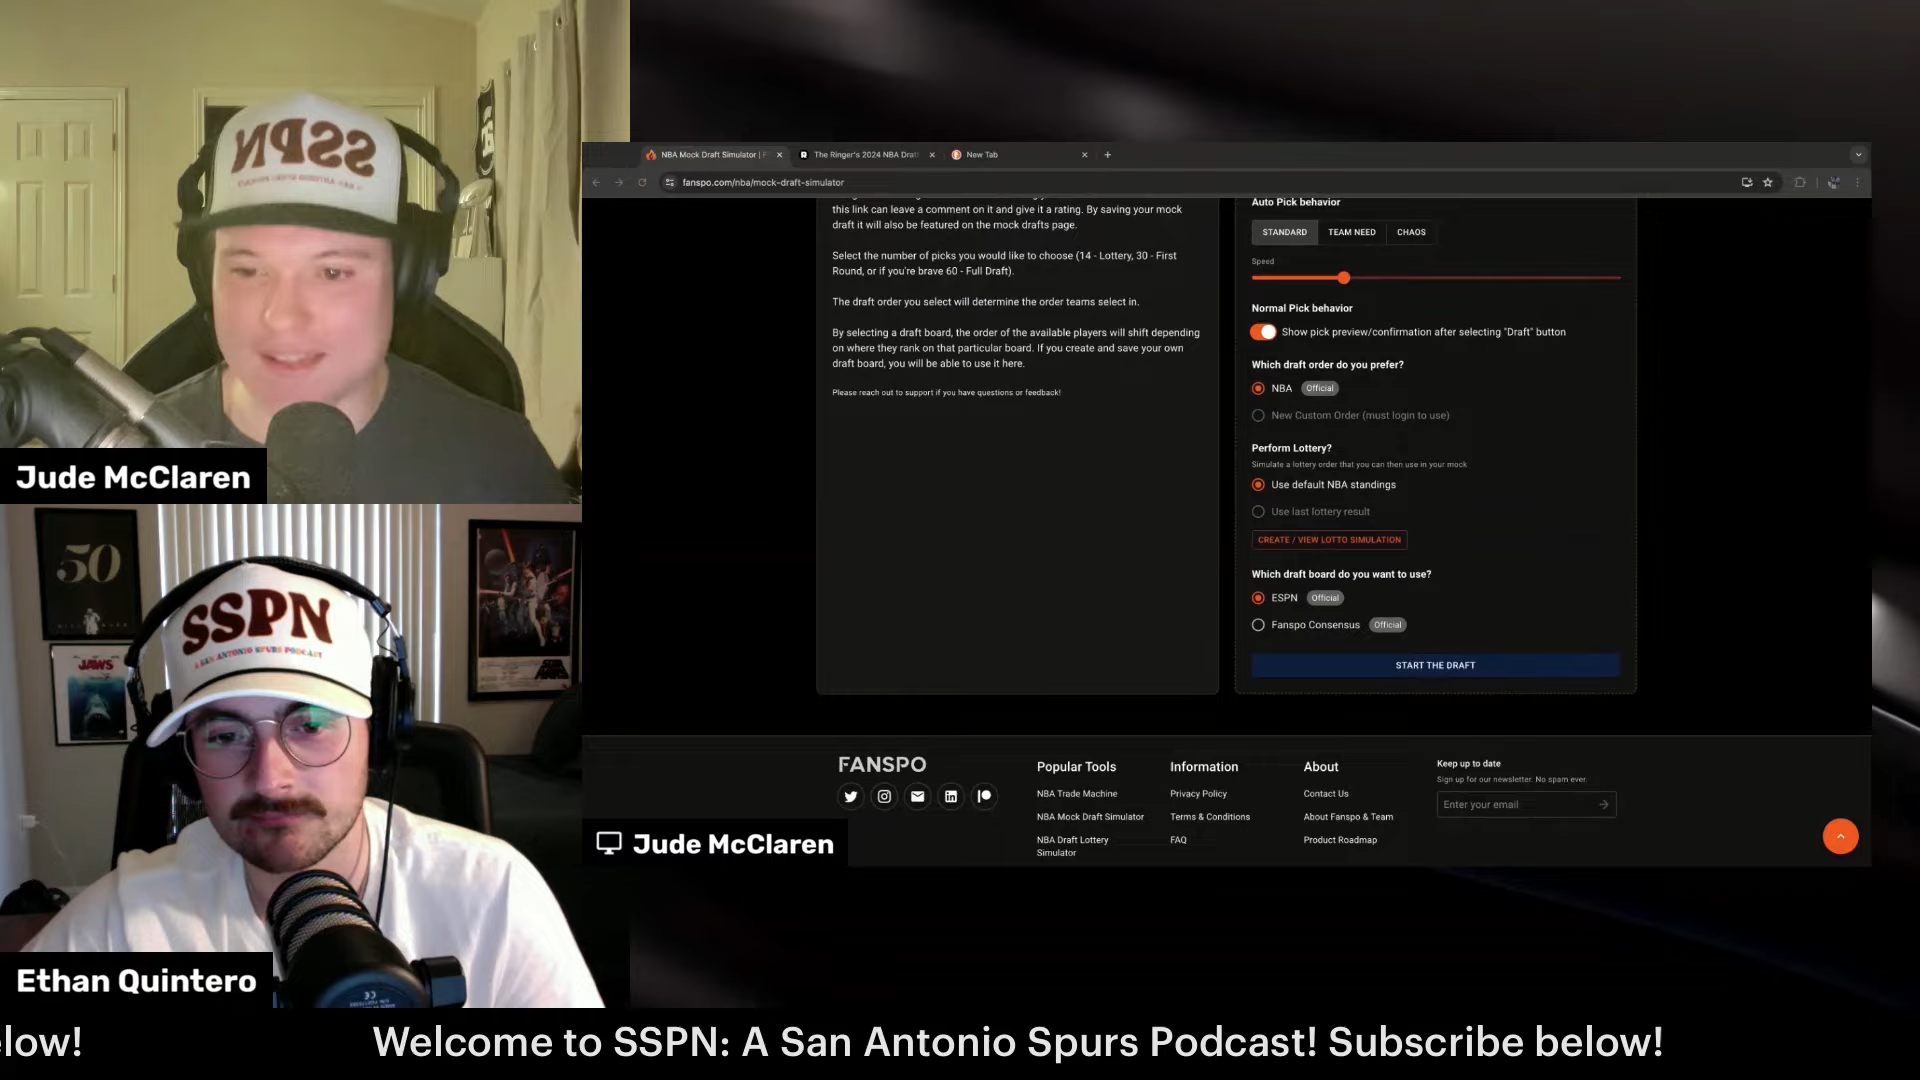 SSPN
Jude McClaren
50
JAWS
STAR
WARS
SSPN
A SAN ANTONIO SPURS PODCAST
Ethan Quintero
NBA Mock Draft Simulator | F
The Ringer's 2024 NBA Draft
New Tab
fanspo.com/nba/mock-draft-simulator
this link can leave a comment on it and give it a rating. By saving your mock
draft it will also be featured on the mock drafts page.
Select the number of picks you would like to choose (14 - Lottery, 30 - First
Round, or if you're brave 60 - Full Draft).
The draft order you select will determine the order teams select in.
By selecting a draft board, the order of the available players will shift depending
on where they rank on that particular board. If you create and save your own
draft board, you will be able to use it here.
Please reach out to support if you have questions or feedback!
Auto Pick behavior
STANDARD TEAM NEED CHAOS
Speed
Normal Pick behavior
Show pick preview/confirmation after selecting "Draft" button
Which draft order do you prefer?
NBA Official
New Custom Order (must login to use)
Perform Lottery?
Simulate a lottery order that you can then use in your mock
Use default NBA standings
Use last lottery result
CREATE / VIEW LOTTO SIMULATION
Which draft board do you want to use?
ESPN Official
Fanspo Consensus Official
START THE DRAFT
FANSPO
Popular Tools
NBA Trade Machine
NBA Mock Draft Simulator
NBA Draft Lottery
Simulator
Information
Privacy Policy
Terms & Conditions
FAQ
About
Contact Us
About Fanspo & Team
Product Roadmap
Keep up to date
Sign up for our newsletter. No spam ever.
Enter your email
Jude McClaren
elow!
Welcome to SSPN: A San Antonio Spurs Podcast! Subscribe below!